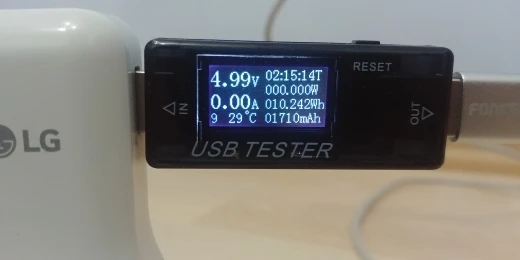 LG
IN
4.99V 02:15:14T
000.000W
0.00A 010.242Wh
9 29°C 01710mAh
RESET
OUT
USB TESTER